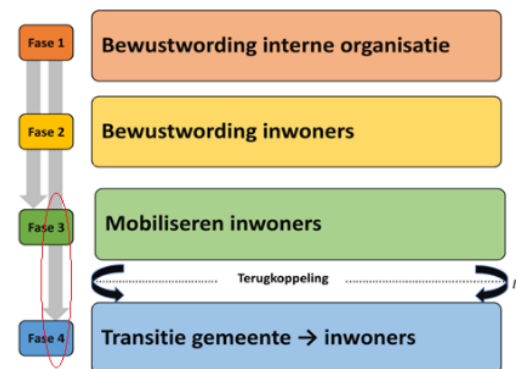 Fase 1
Bewustwording interne organisatie
Fase 2
Bewustwording inwoners
Fase 3
Mobiliseren inwoners
Terugkoppeling
Fase 4
Transitie gemeente → inwoners